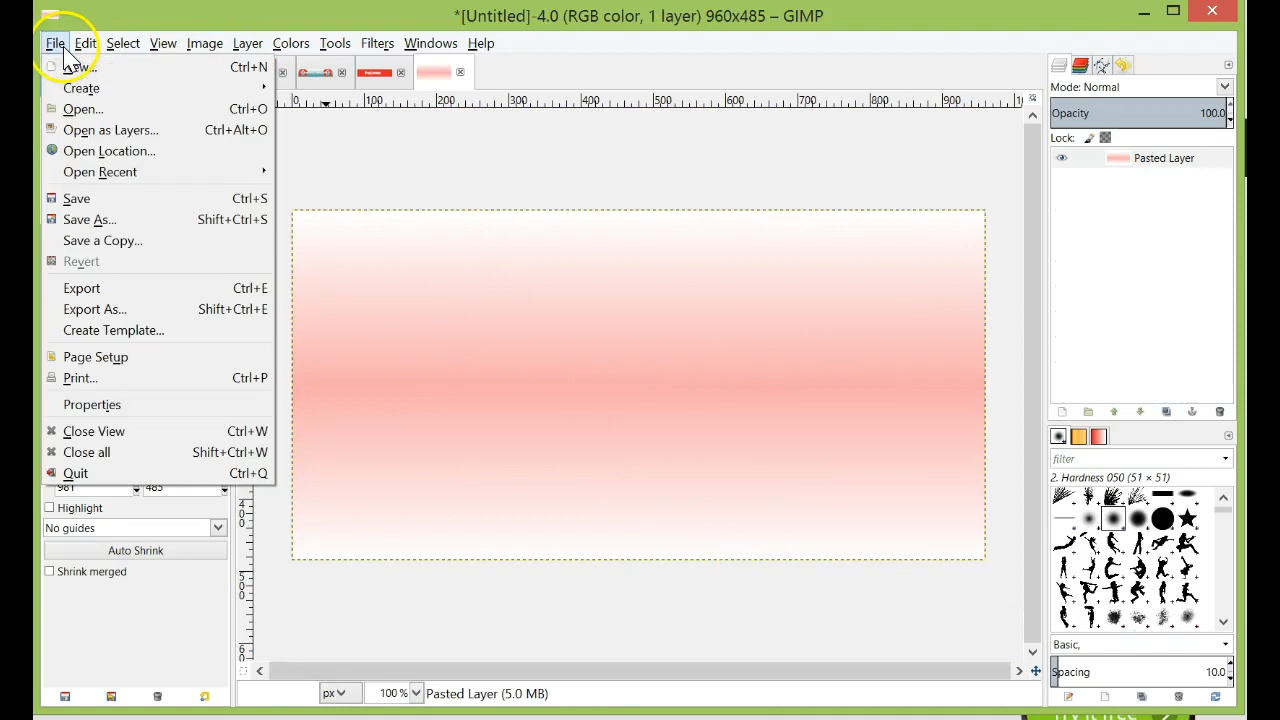 *[Untitled]-4.0 (RGB color, 1 layer) 960x485 – GIMP
File Edit Select View Image Layer Colors Tools Filters Windows Help
Ctrl+N
Create
Open... Ctrl+O
Open as Layers... Ctrl+Alt+O
Open Location...
Open Recent
Save Ctrl+S
Save As... Shift+Ctrl+S
Save a Copy...
Revert
Export Ctrl+E
Export As... Shift+Ctrl+E
Create Template...
Page Setup
Print... Ctrl+P
Properties
Close View Ctrl+W
Close all Shift+Ctrl+W
Quit Ctrl+Q
981 485
Highlight
No guides
Auto Shrink
Shrink merged
0 100 200 300 400 500 600 700 800 900
400
500
px 100 % Pasted Layer (5.0 MB)
Mode: Normal
Opacity 100.0
Lock:
Pasted Layer
filter
2. Hardness 050 (51 × 51)
Basic,
Spacing 10.0